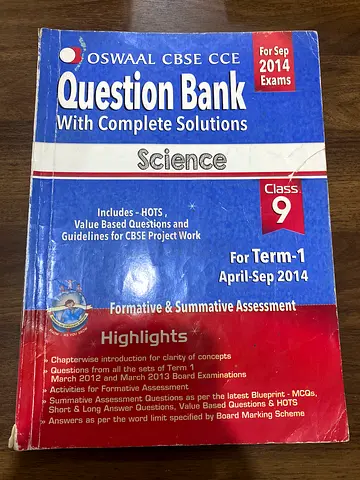 OSWAAL CBSE CCE
For Sep
2014
Exams
Question Bank
With Complete Solutions
Science
Class
9
Includes - HOTS,
Value Based Questions and
Guidelines for CBSE Project Work
For Term-1
April-Sep 2014
Formative & Summative Assessment
Highlights
» Chapterwise introduction for clarity of concepts
» Questions from all the sets of Term 1
March 2012 and March 2013 Board Examinations
» Activities for Formative Assessment
» Summative Assessment Questions as per the latest Blueprint - MCQs,
Short & Long Answer Questions, Value Based Questions & HOTS
» Answers as per the word limit specified by Board Marking Scheme